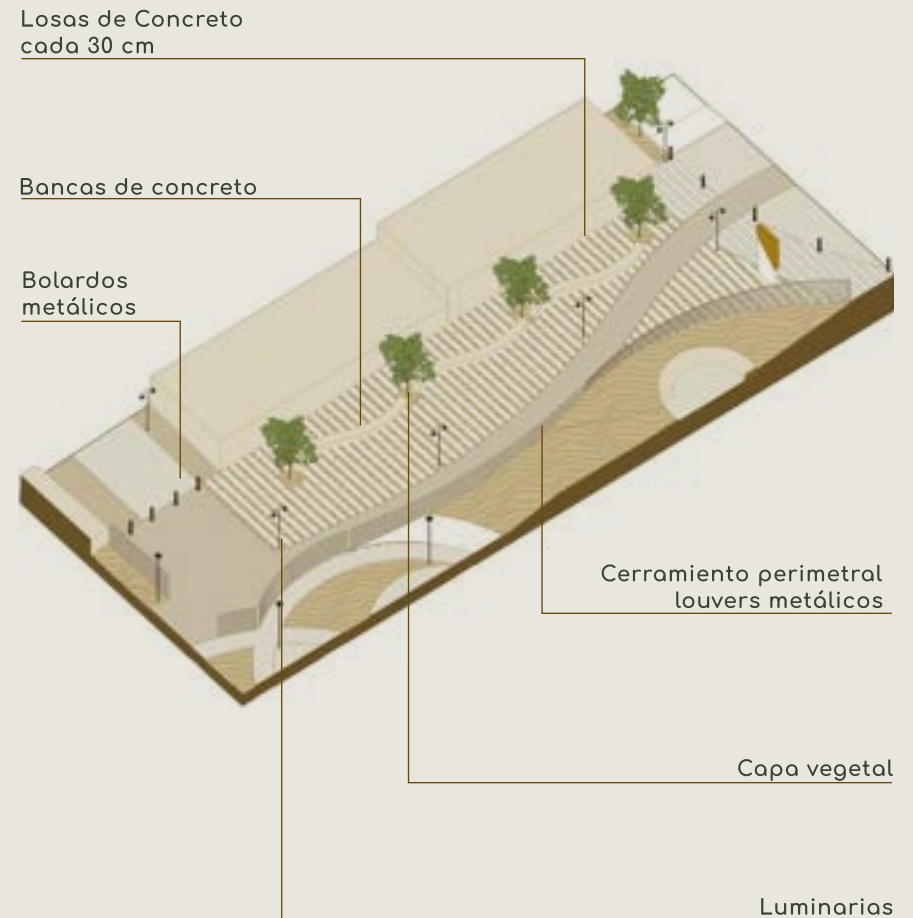 Losas de Concreto
cada 30 cm
Bancas de concreto
Bolardos
metálicos
Cerramiento perimetral
louvers metálicos
Capa vegetal
Luminarias